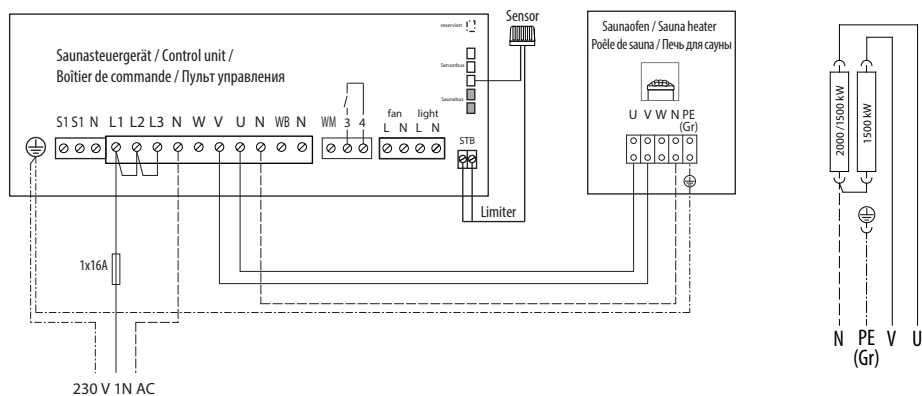 Saunasteuergerät / Control unit /
Boîtier de commande / Пульт управления
reserviert
Sensorbus
Saunabus
Sensor
S1 S1 N L1 L2 L3 N W V U N WB N
WM 3 4
fan
L N
light
L N
STB
Limiter
1x16A
230 V 1N AC
Saunaofen / Sauna heater
Poêle de sauna / Печь для сауны
U V W N PE
(Gr)
2000 /1500 kW
1500 kW
N PE V U
(Gr)